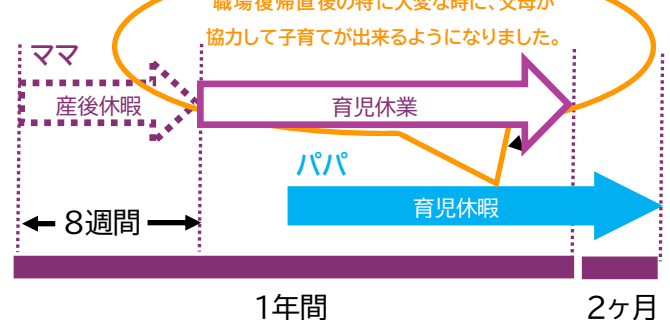 職場復帰直後の特に大変な時に、父母が
協力して子育てが出来るようになりました。
ママ
産後休暇
育児休業
パパ
育児休暇
8週間
1年間
2ヶ月